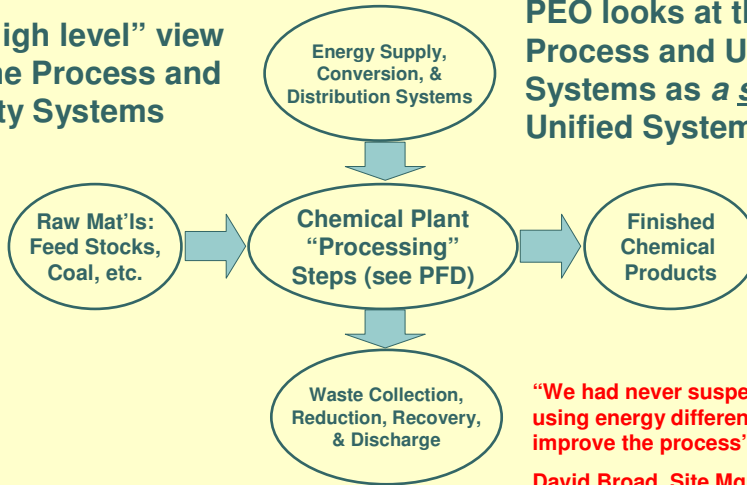 igh level” view
e Process and
ty Systems
Energy Supply,
Conversion, &
Distribution Systems
PEO looks at th
Process and U
Systems as a s
Unified System
Raw Mat’ls:
Feed Stocks,
Coal, etc.
Chemical Plant
“Processing”
Steps (see PFD)
Finished
Chemical
Products
Waste Collection,
Reduction, Recovery,
& Discharge
“We had never suspe
using energy differen
improve the process”
David Broad, Site Mg